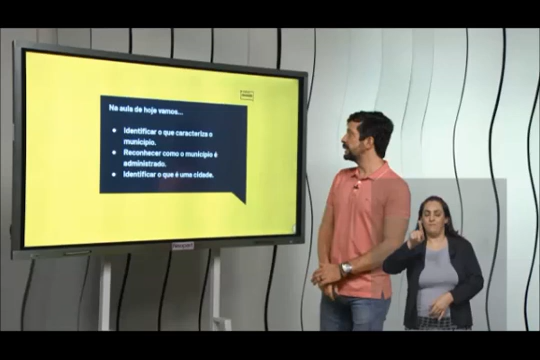 Na aula de hoje vamos...
● Identificar o que caracteriza o
município.
● Reconhecer como o município é
administrado.
● Identificar o que é uma cidade.